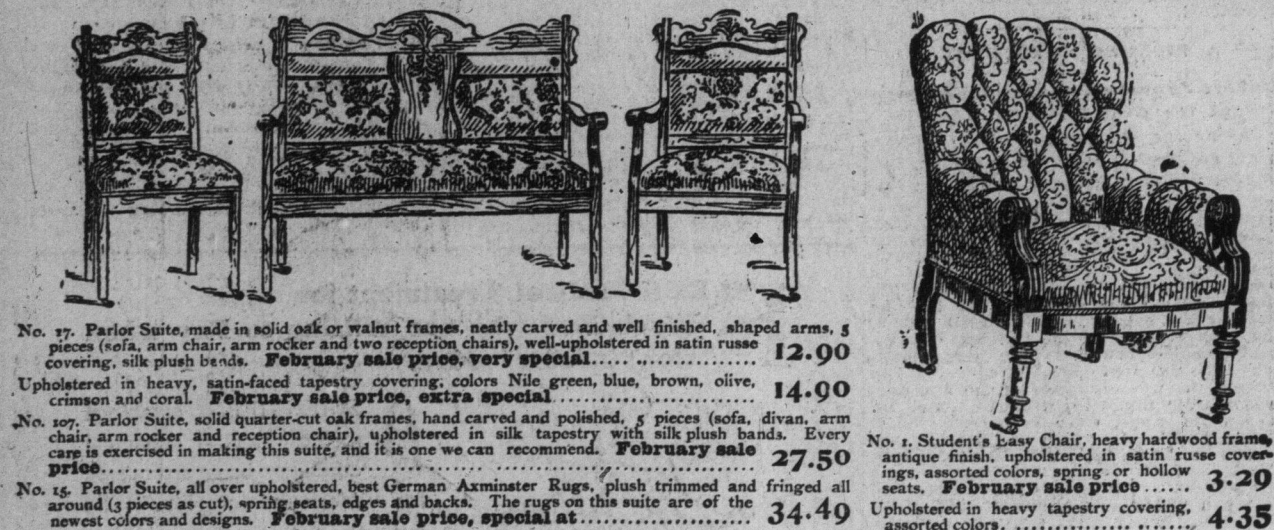 No. 17. Parlor Suite, made in solid oak or walnut frames, neatly carved and well finished, shaped arms, 5
pieces (sofa, arm chair, arm rocker and two reception chairs), well-upholstered in satin russe
covering, silk plush bands. February sale price, very special..... ............... 12.90
Upholstered in heavy, satin-faced tapestry covering; colors Nile green, blue, brown, olive,
crimson and coral. February sale price, extra special........................ 14.90
No. 107. Parlor Suite, solid quarter-cut oak frames, hand carved and polished, 5 pieces (sofa, divan, arm
chair, arm rocker and reception chair), upholstered in silk tapestry with silk plush bands. Every
care is exercised in making this suite, and it is one we can recommend. February sale
price........................................................................ 27.50
No. 15. Parlor Suite, all over upholstered, best German Axminster Rugs, plush trimmed and fringed all
around (3 pieces as cut), spring seats, edges and backs. The rugs on this suite are of the
newest colors and designs. February sale price, special at........................ 34.49
No. 1. Student's Easy Chair, heavy hardwood frame,
antique finish, upholstered in satin russe cover-
ings, assorted colors, spring or hollow
seats. February sale price...... 3.29
Upholstered in heavy tapestry covering,
assorted colors. ..................... 4.35